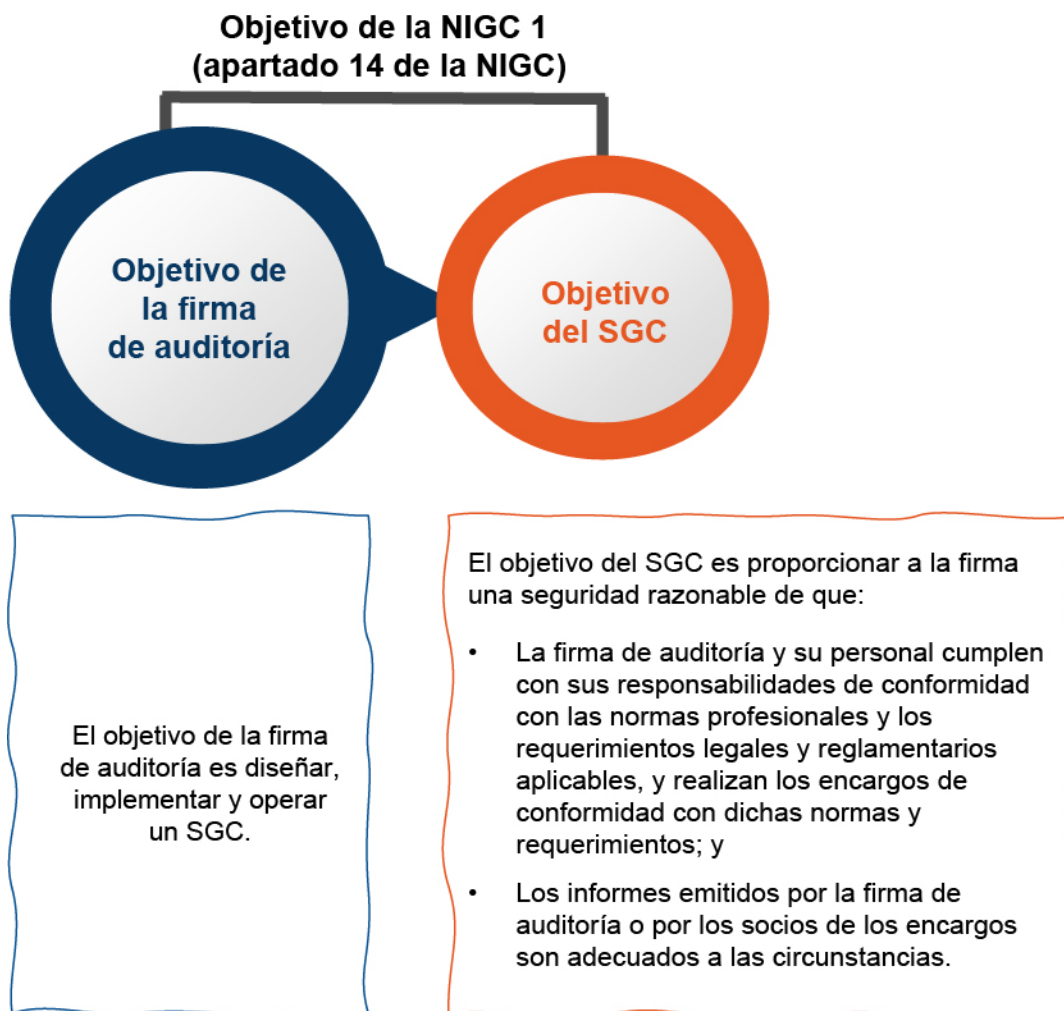 Objetivo de la NIGC 1
(apartado 14 de la NIGC)
Objetivo de
la firma
de auditoría
Objetivo
del SGC
El objetivo de la firma
de auditoría es diseñar,
implementar y operar
un SGC.
El objetivo del SGC es proporcionar a la firma
una seguridad razonable de que:
• La firma de auditoría y su personal cumplen
con sus responsabilidades de conformidad
con las normas profesionales y los
requerimientos legales y reglamentarios
aplicables, y realizan los encargos de
conformidad con dichas normas y
requerimientos; y
• Los informes emitidos por la firma de
auditoría o por los socios de los encargos
son adecuados a las circunstancias.